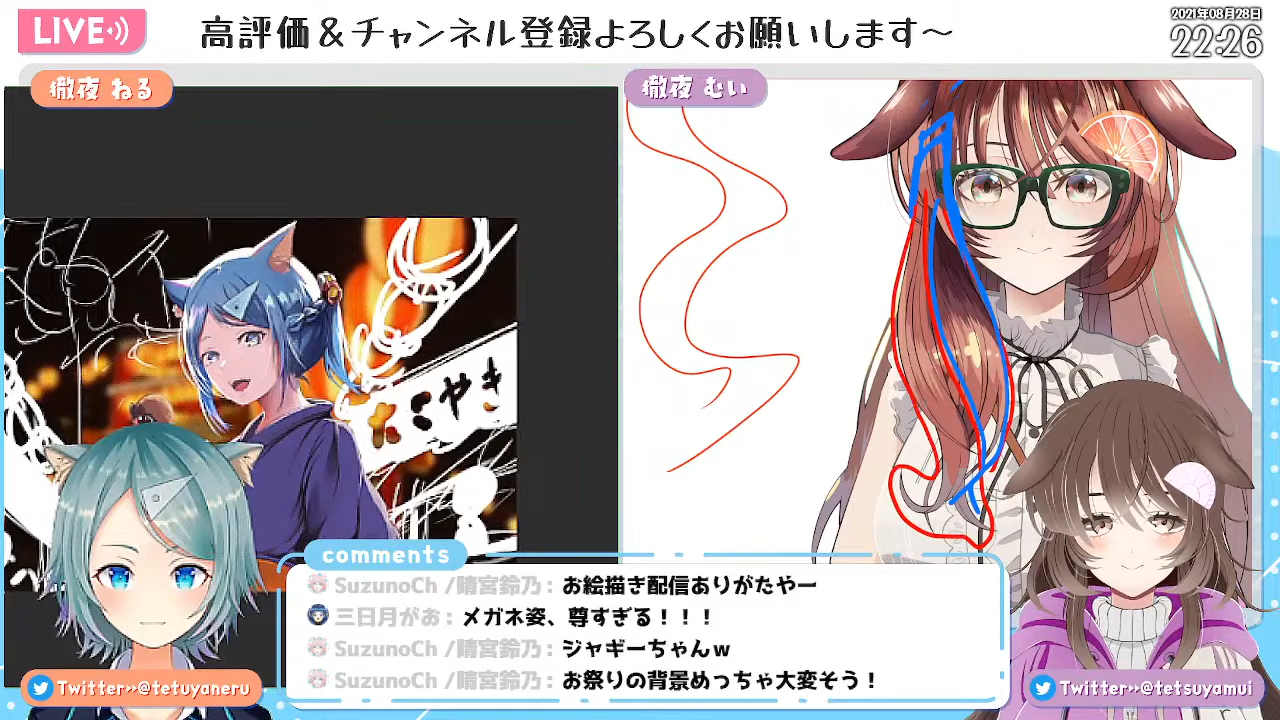 LIVE
高評価＆チャンネル登録よろしくお願いします～
2021年08月28日
22:26
徹夜 ねる
徹夜 むい
たこやき
comments
SuzunoCh /晴宮鈴乃 : お絵描き配信ありがたやー
三日月がお : メガネ姿、尊すぎる！！！
SuzunoCh /晴宮鈴乃 : ジャギーちゃんw
SuzunoCh /晴宮鈴乃 : お祭りの背景めっちゃ大変そう！
Twitter>>@tetuyaneru
Twitter>>@tetsuyamui